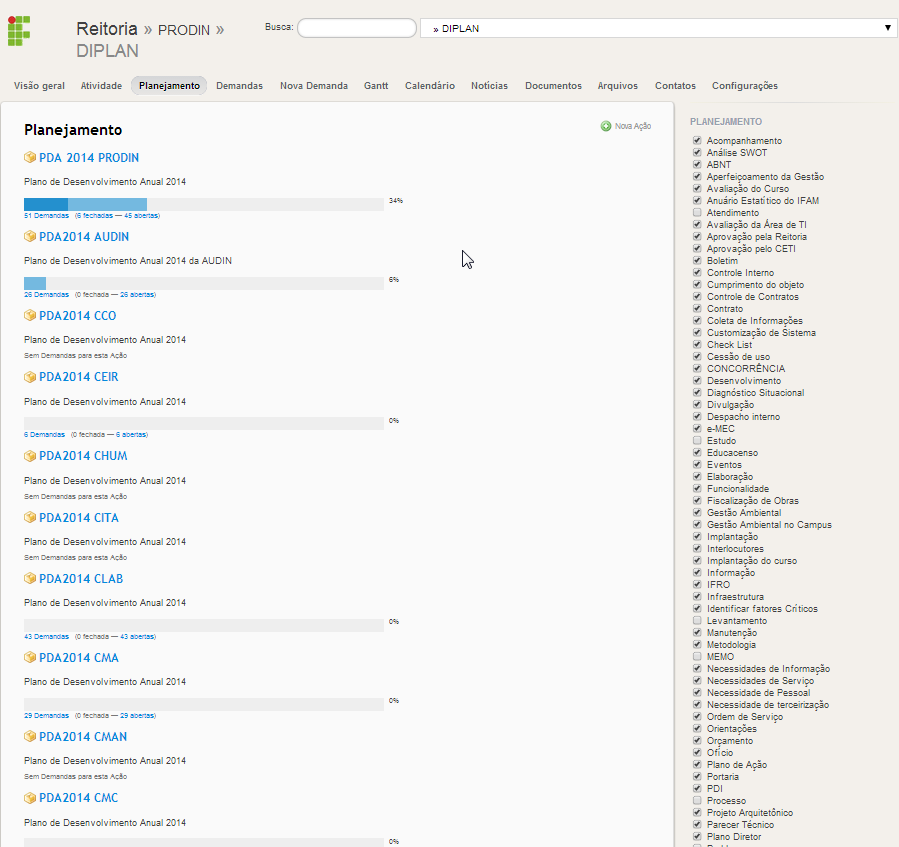 Reitoria » PRODIN »
DIPLAN
Busca:
» DIPLAN
Visão geral Atividade Planejamento Demandas Nova Demanda Gantt Calendário Notícias Documentos Arquivos Contatos Configurações
Planejamento
Nova Ação
PDA 2014 PRODIN
Plano de Desenvolvimento Anual 2014
34%
51 Demandas (6 fechadas — 45 abertas)
PDA2014 AUDIN
Plano de Desenvolvimento Anual 2014 da AUDIN
6%
26 Demandas (0 fechada — 26 abertas)
PDA2014 CCO
Plano de Desenvolvimento Anual 2014
Sem Demandas para esta Ação
PDA2014 CEIR
Plano de Desenvolvimento Anual 2014
0%
6 Demandas (0 fechada — 6 abertas)
PDA2014 CHUM
Plano de Desenvolvimento Anual 2014
Sem Demandas para esta Ação
PDA2014 CITA
Plano de Desenvolvimento Anual 2014
Sem Demandas para esta Ação
PDA2014 CLAB
Plano de Desenvolvimento Anual 2014
0%
43 Demandas (0 fechada — 43 abertas)
PDA2014 CMA
Plano de Desenvolvimento Anual 2014
0%
29 Demandas (0 fechada — 29 abertas)
PDA2014 CMAN
Plano de Desenvolvimento Anual 2014
Sem Demandas para esta Ação
PDA2014 CMC
Plano de Desenvolvimento Anual 2014
0%
PLANEJAMENTO
Acompanhamento
Análise SWOT
ABNT
Aperfeiçoamento da Gestão
Avaliação do Curso
Anuário Estatítico do IFAM
Atendimento
Avaliação da Área de TI
Aprovação pela Reitoria
Aprovação pelo CETI
Boletim
Controle Interno
Cumprimento do objeto
Controle de Contratos
Contrato
Coleta de Informações
Customização de Sistema
Check List
Cessão de uso
CONCORRÊNCIA
Desenvolvimento
Diagnóstico Situacional
Divulgação
Despacho interno
e-MEC
Estudo
Educacenso
Eventos
Elaboração
Funcionalidade
Fiscalização de Obras
Gestão Ambiental
Gestão Ambiental no Campus
Implantação
Interlocutores
Implantação do curso
Informação
IFRO
Infraestrutura
Identificar fatores Críticos
Levantamento
Manutenção
Metodologia
MEMO
Necessidades de Informação
Necessidades de Serviço
Necessidade de Pessoal
Necessidade de terceirização
Ordem de Serviço
Orientações
Orçamento
Ofício
Plano de Ação
Portaria
PDI
Processo
Projeto Arquitetônico
Parecer Técnico
Plano Diretor